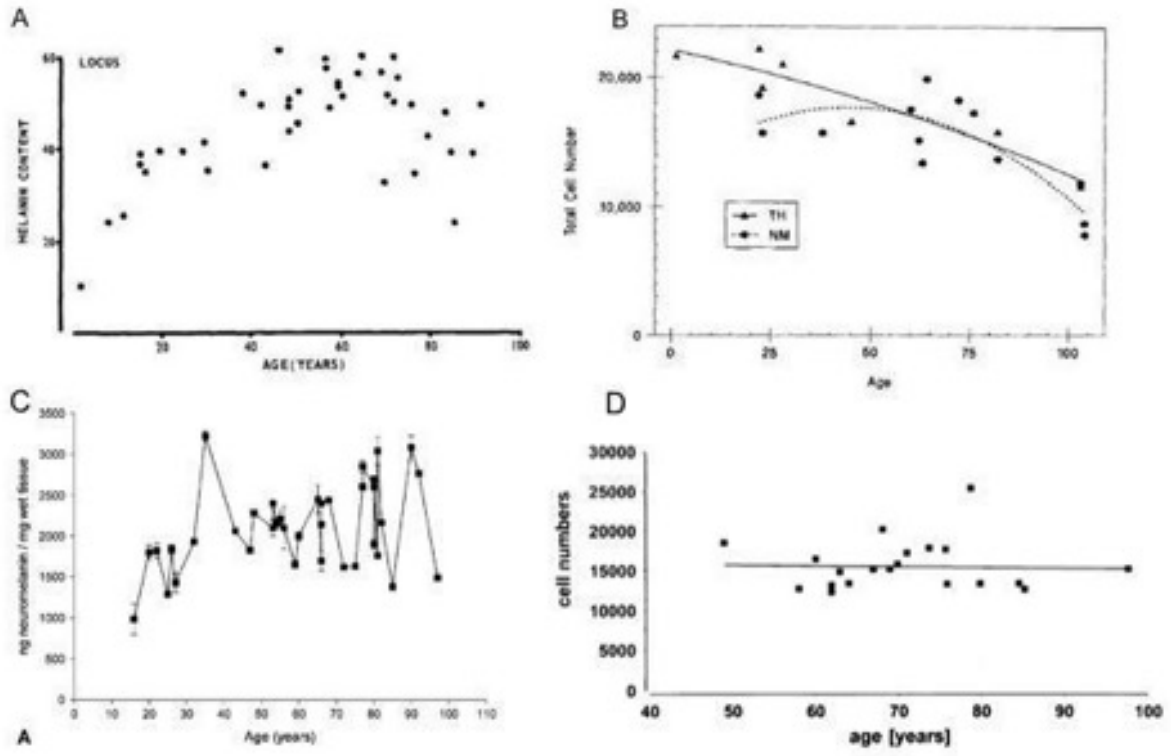 A
MELANIN CONTENT
60
40
20
LOCUS
20
40
60
80
100
AGE(YEARS)
B
Total Cell Number
20,000
10,000
0
TH
NM
0
25
50
75
100
Age
C
ng neuromelanin / mg wet tissue
3500
3000
2500
2000
1500
1000
500
0
0 10 20 30 40 50 60 70 80 90 100 110
Age (years)
A
D
cell numbers
30000
25000
20000
15000
10000
5000
0
40 50 60 70 80 90 100
age [years]